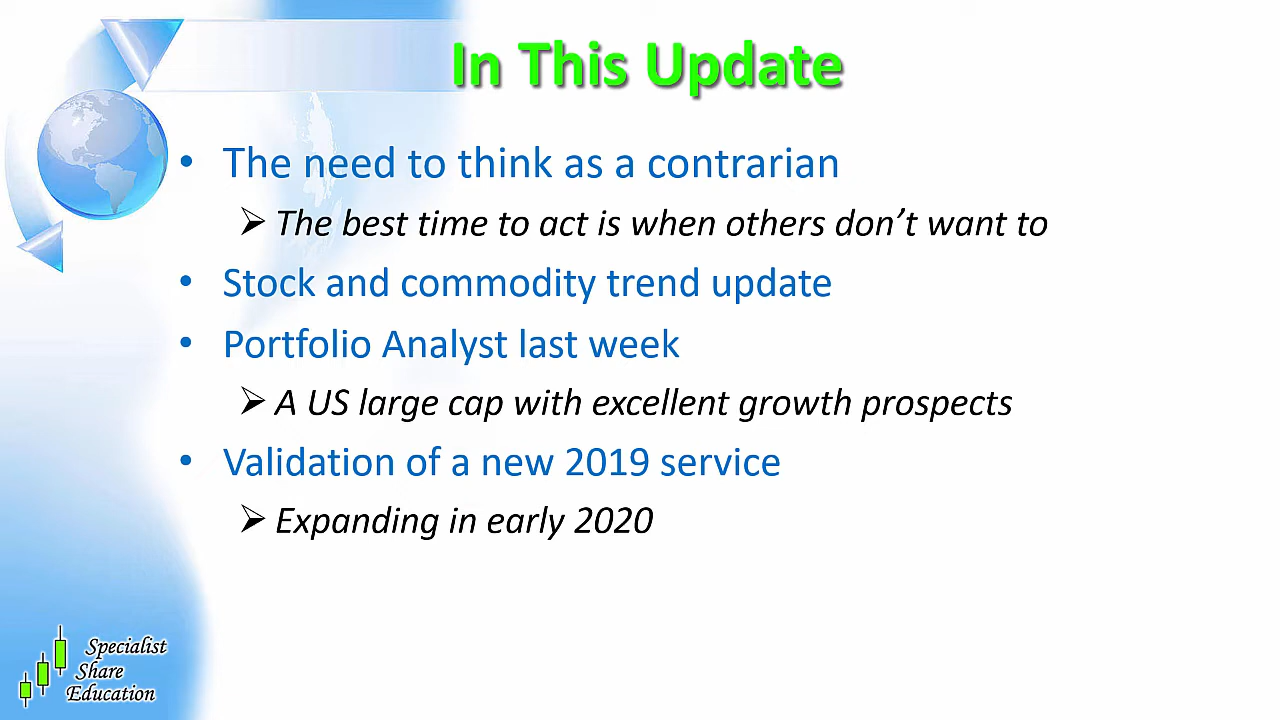 In This Update
• The need to think as a contrarian
➢ The best time to act is when others don’t want to
• Stock and commodity trend update
• Portfolio Analyst last week
➢ A US large cap with excellent growth prospects
• Validation of a new 2019 service
➢ Expanding in early 2020
Specialist
Share
Education